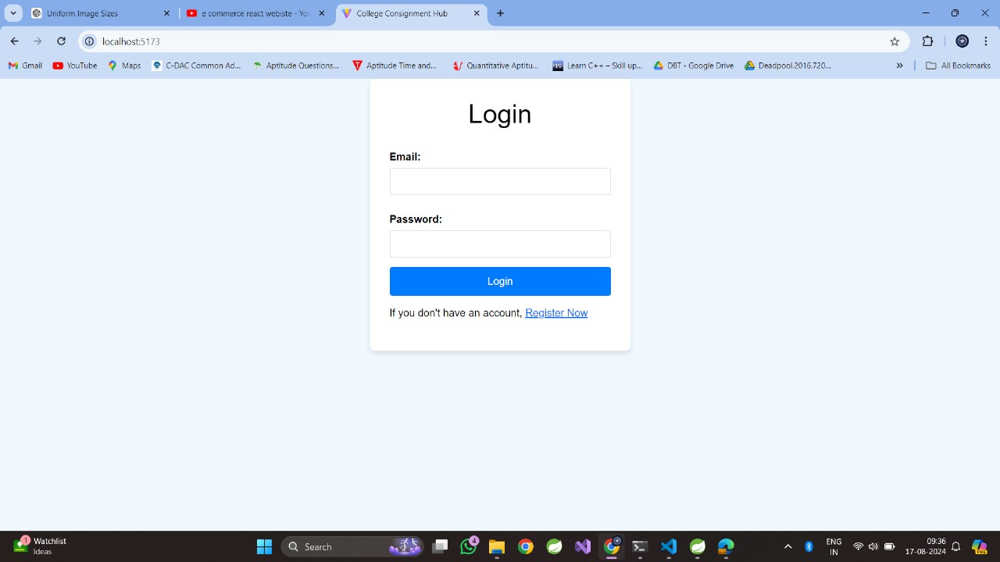 Uniform Image Sizes
e commerce react webiste - You
College Consignment Hub
localhost:5173
Gmail
YouTube
Maps
C-DAC Common Ad...
Aptitude Questions...
Aptitude Time and...
Quantitative Aptitu...
Learn C++ – Skill up...
DBT - Google Drive
Deadpool.2016.720...
»
All Bookmarks
Login
Email:
Password:
Login
If you don't have an account, Register Now
1
Watchlist
Ideas
Search
4
ENG
IN
09:36
17-08-2024